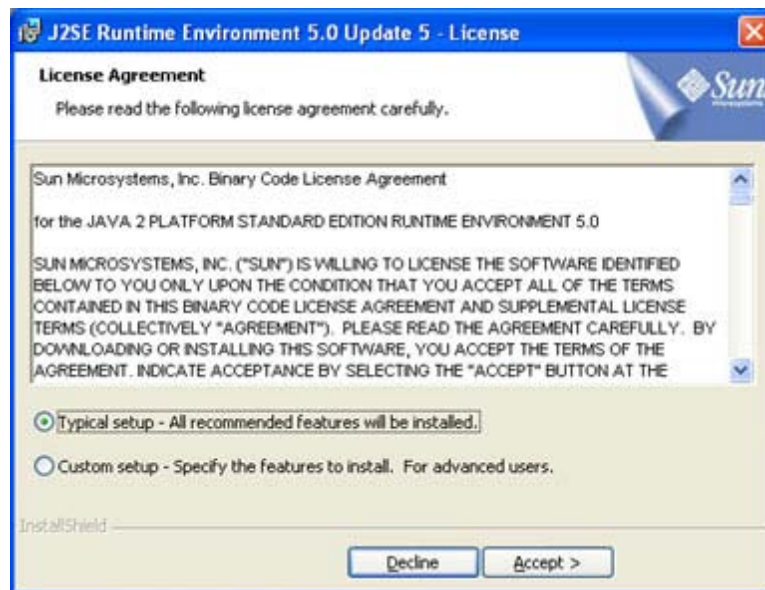 J2SE Runtime Environment 5.0 Update 5 - License
License Agreement
Please read the following license agreement carefully.
Sun
microsystems
Sun Microsystems, Inc. Binary Code License Agreement
for the JAVA 2 PLATFORM STANDARD EDITION RUNTIME ENVIRONMENT 5.0
SUN MICROSYSTEMS, INC. ("SUN") IS WILLING TO LICENSE THE SOFTWARE IDENTIFIED
BELOW TO YOU ONLY UPON THE CONDITION THAT YOU ACCEPT ALL OF THE TERMS
CONTAINED IN THIS BINARY CODE LICENSE AGREEMENT AND SUPPLEMENTAL LICENSE
TERMS (COLLECTIVELY "AGREEMENT").  PLEASE READ THE AGREEMENT CAREFULLY.  BY
DOWNLOADING OR INSTALLING THIS SOFTWARE, YOU ACCEPT THE TERMS OF THE
AGREEMENT. INDICATE ACCEPTANCE BY SELECTING THE "ACCEPT" BUTTON AT THE
Typical setup - All recommended features will be installed.
Custom setup - Specify the features to install.  For advanced users.
InstallShield
Decline
Accept >